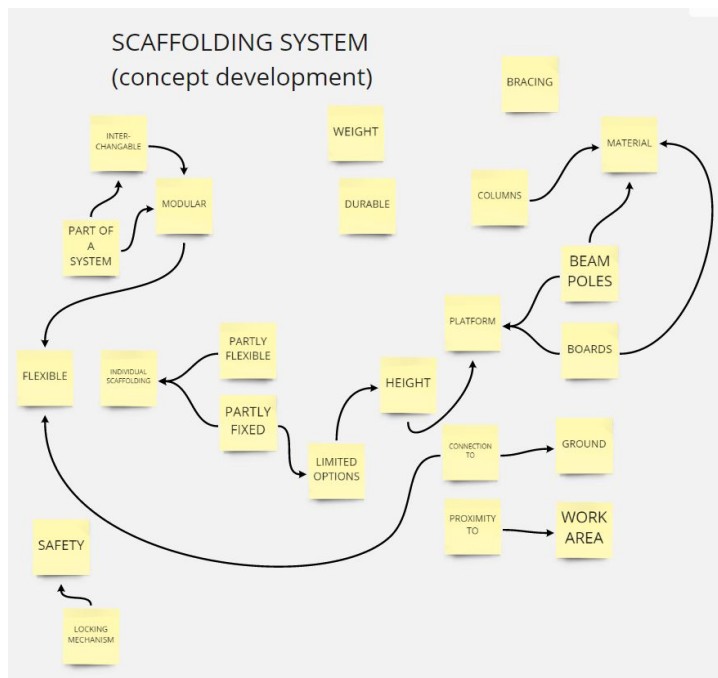 SCAFFOLDING SYSTEM
(concept development)
BRACING
WEIGHT
INTER-
CHANGABLE
MATERIAL
MODULAR
DURABLE
COLUMNS
PART OF
A
SYSTEM
BEAM
POLES
PLATFORM
PARTLY
FLEXIBLE
BOARDS
FLEXIBLE
INDIVIDUAL
SCAFFOLDING
HEIGHT
PARTLY
FIXED
LIMITED
OPTIONS
CONNECTION
TO
GROUND
PROXIMITY
TO
WORK
AREA
SAFETY
LOCKING
MECHANISM